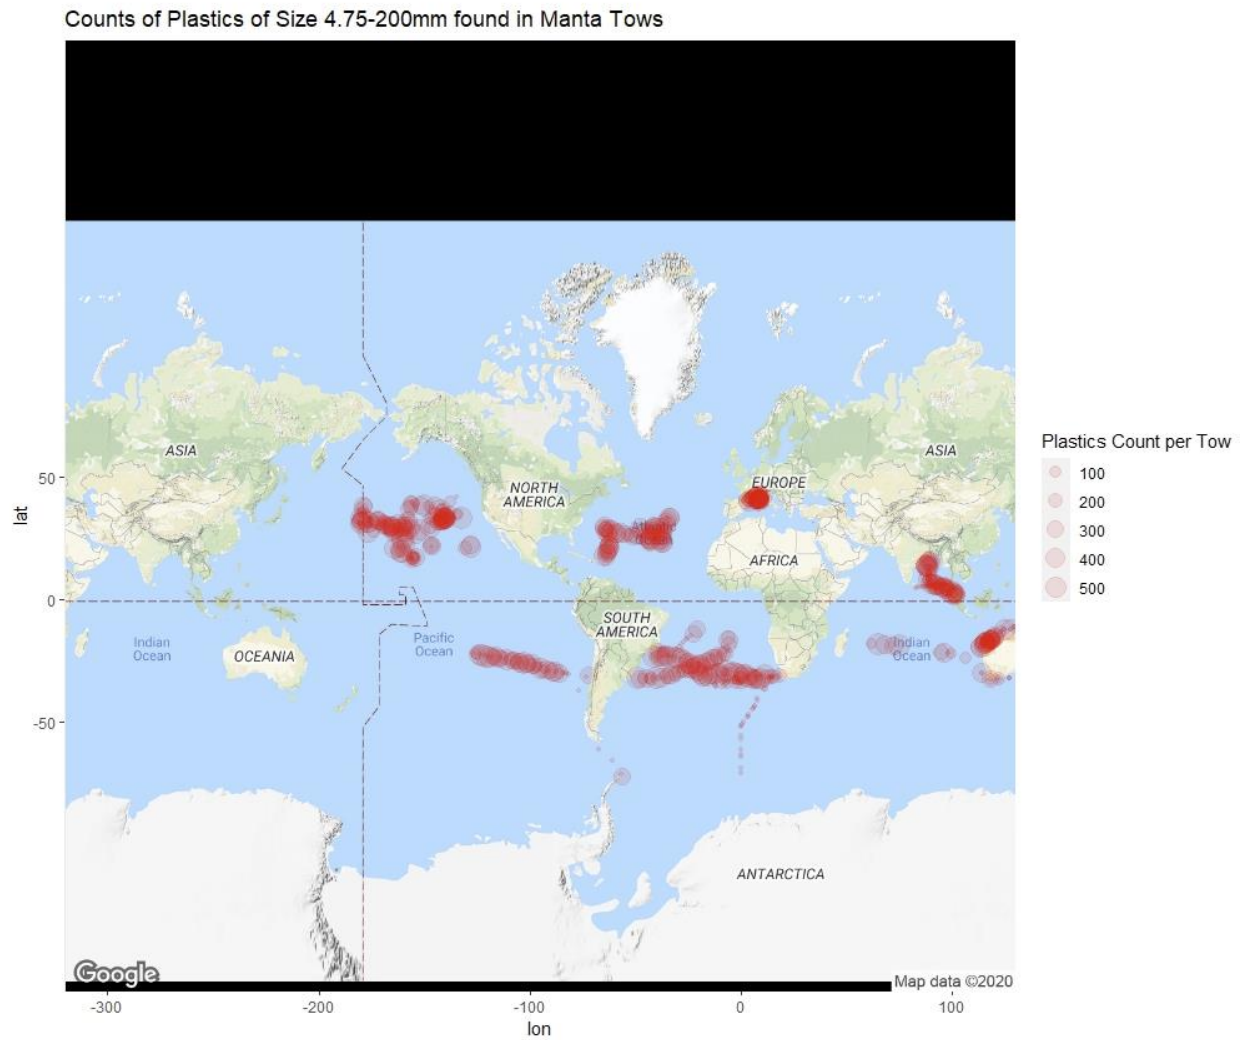 Counts of Plastics of Size 4.75-200mm found in Manta Tows
ASIA
ASIA
NORTH
AMERICA
EUROPE
AFRICA
SOUTH
AMERICA
Indian
Ocean
OCEANIA
Pacific
Ocean
Indian
Ocean
ANTARCTICA
Google
Map data ©2020
50
0
-50
lat
-300
-200
-100
0
100
lon
Plastics Count per Tow
100
200
300
400
500